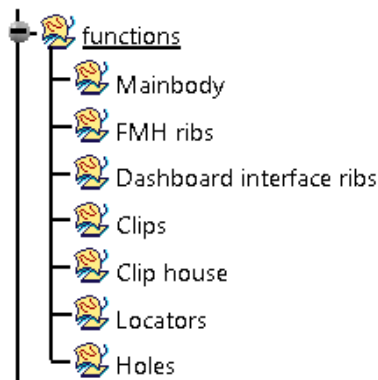 functions
Mainbody
FMH ribs
Dashboard interface ribs
Clips
Clip house
Locators
Holes